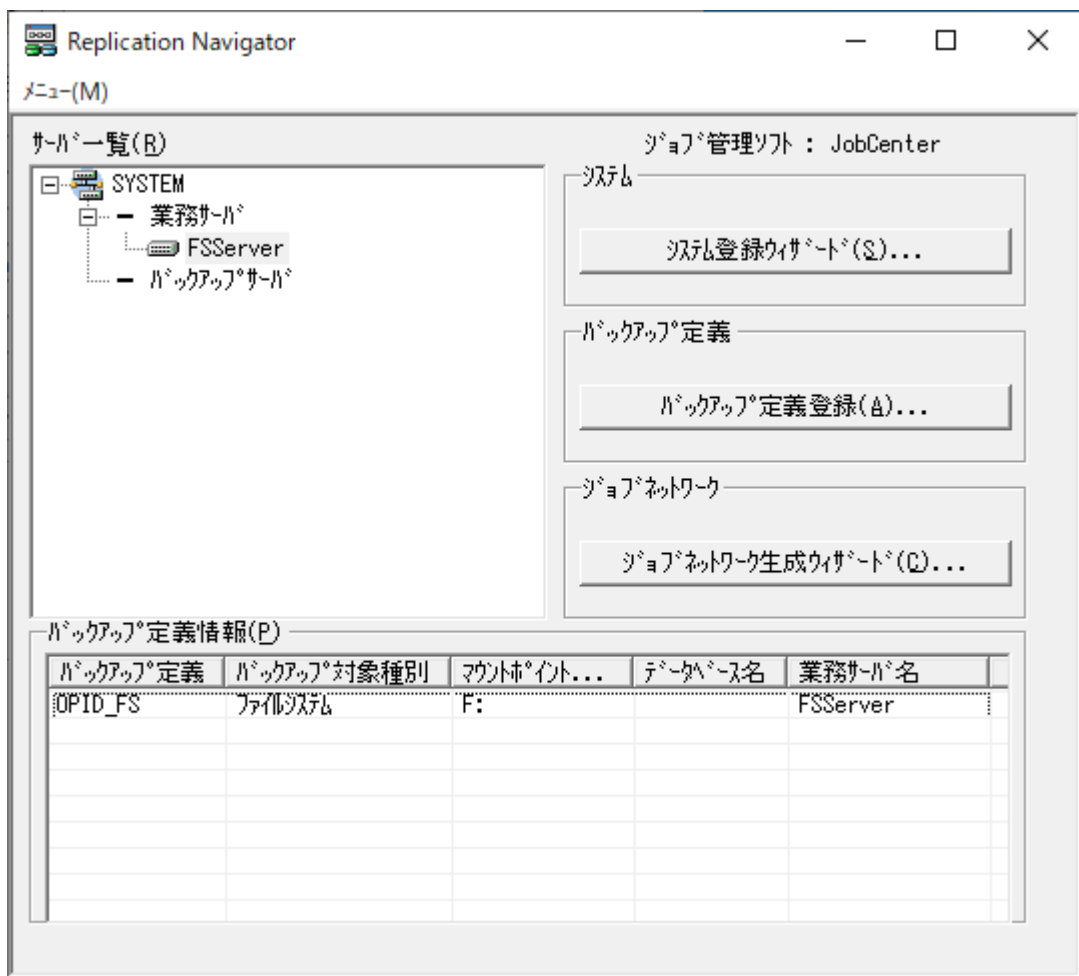 Replication Navigator
ﾒﾆｭｰ(M)
ｻｰﾊﾞ一覧(R)
ｼﾞｮﾌﾞ管理ｿﾌﾄ : JobCenter
SYSTEM
業務ｻｰﾊﾞ
FSServer
ﾊﾞｯｸｱｯﾌﾟｻｰﾊﾞ
ｼｽﾃﾑ
ｼｽﾃﾑ登録ｳｨｻﾞｰﾄﾞ(S)...
ﾊﾞｯｸｱｯﾌﾟ定義
ﾊﾞｯｸｱｯﾌﾟ定義登録(A)...
ｼﾞｮﾌﾞﾈｯﾄﾜｰｸ
ｼﾞｮﾌﾞﾈｯﾄﾜｰｸ生成ｳｨｻﾞｰﾄﾞ(C)...
ﾊﾞｯｸｱｯﾌﾟ定義情報(P)
ﾊﾞｯｸｱｯﾌﾟ定義 ﾊﾞｯｸｱｯﾌﾟ対象種別 ﾏｳﾝﾄﾎﾟｲﾝﾄ... ﾃﾞｰﾀﾍﾞｰｽ名 業務ｻｰﾊﾞ名
OPID_FS ﾌｧｲﾙｼｽﾃﾑ F: FSServer